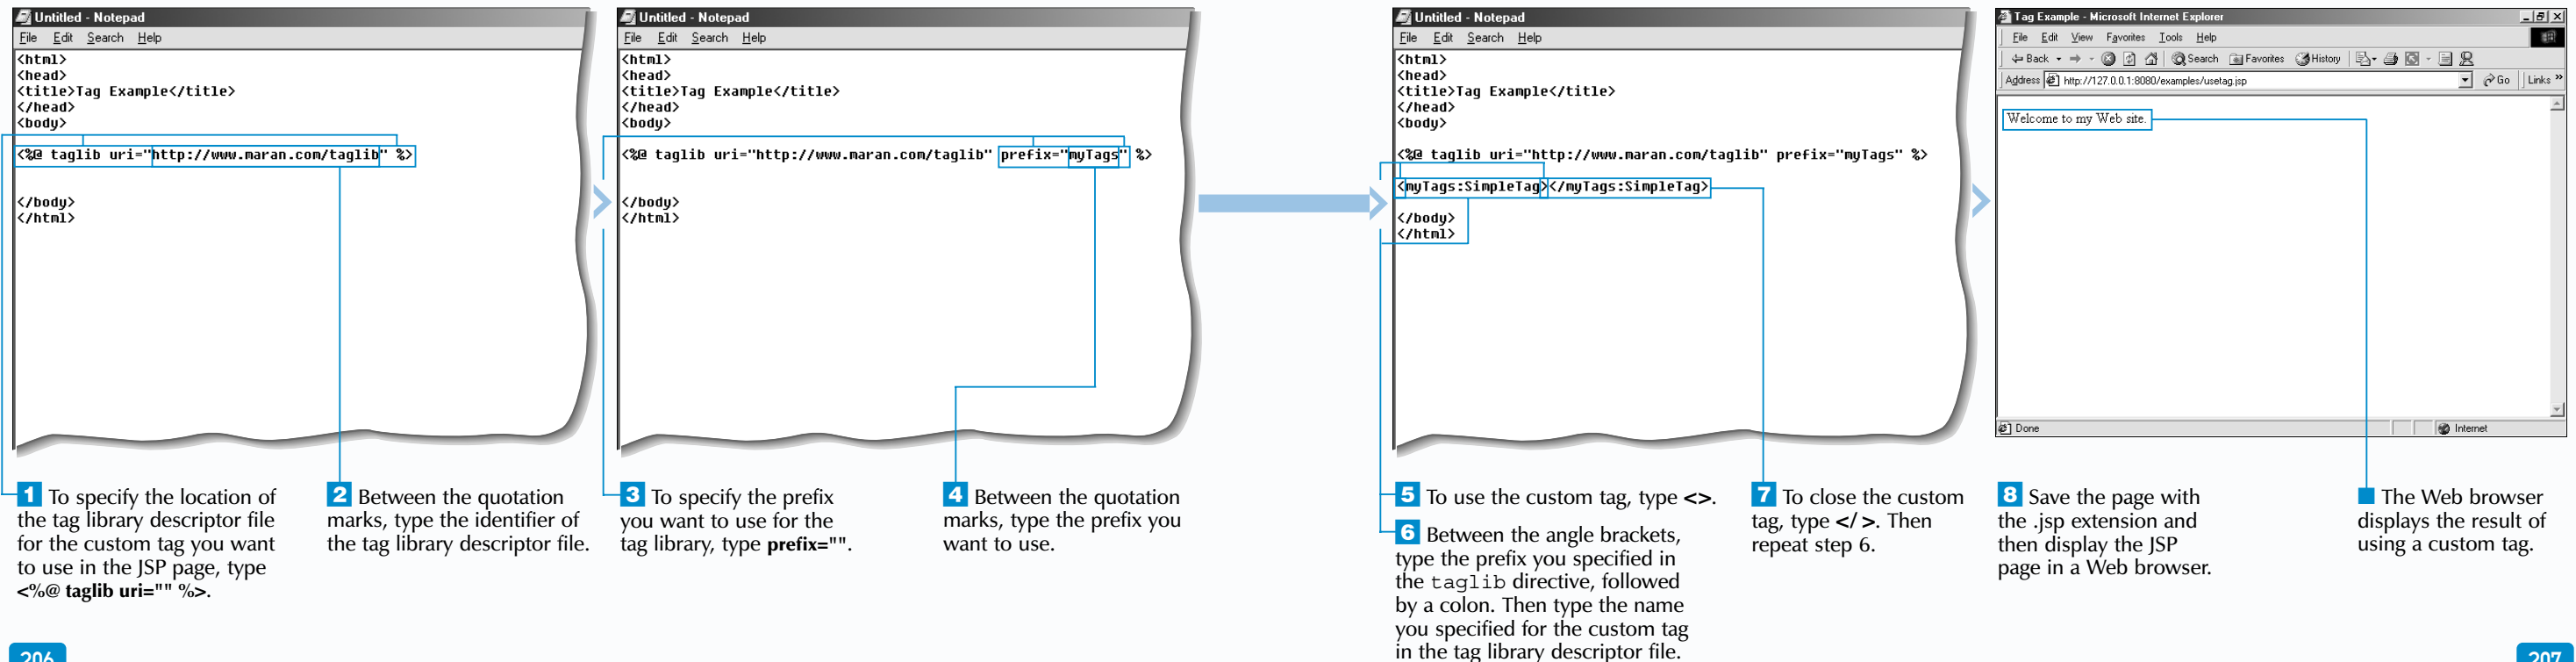 Untitled - Notepad
File Edit Search Help
<html>
<head>
<title>Tag Example</title>
</head>
<body>
<%@ taglib uri="http://www.maran.com/taglib" %>
</body>
</html>
1 To specify the location of
the tag library descriptor file
for the custom tag you want
to use in the JSP page, type
<%@ taglib uri="" %>.
2 Between the quotation
marks, type the identifier of
the tag library descriptor file.
Untitled - Notepad
File Edit Search Help
<html>
<head>
<title>Tag Example</title>
</head>
<body>
<%@ taglib uri="http://www.maran.com/taglib" prefix="myTags" %>
</body>
</html>
3 To specify the prefix
you want to use for the
tag library, type prefix="".
4 Between the quotation
marks, type the prefix you
want to use.
Untitled - Notepad
File Edit Search Help
<html>
<head>
<title>Tag Example</title>
</head>
<body>
<%@ taglib uri="http://www.maran.com/taglib" prefix="myTags" %>
<myTags:SimpleTag></myTags:SimpleTag>
</body>
</html>
5 To use the custom tag, type <>.
6 Between the angle brackets,
type the prefix you specified in
the taglib directive, followed
by a colon. Then type the name
you specified for the custom tag
in the tag library descriptor file.
7 To close the custom
tag, type </ >. Then
repeat step 6.
Tag Example - Microsoft Internet Explorer
File Edit View Favorites Tools Help
Back Search Favorites History
Address http://127.0.0.1:8080/examples/usetag.jsp Go Links »
Welcome to my Web site.
Done Internet
8 Save the page with
the .jsp extension and
then display the JSP
page in a Web browser.
The Web browser
displays the result of
using a custom tag.
206
207